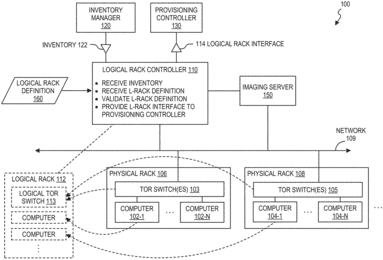 INVENTORY
MANAGER
120
PROVISIONING
CONTROLLER
130
100
INVENTORY 122
114 LOGICAL RACK INTERFACE
LOGICAL RACK
DEFINITION
160
LOGICAL RACK CONTROLLER
110
• RECEIVE INVENTORY
• RECEIVE L-RACK DEFINITION
• VALIDATE L-RACK DEFINITION
• PROVIDE L-RACK INTERFACE TO
PROVISIONING CONTROLLER
IMAGING SERVER
150
NETWORK
109
LOGICAL RACK 112
LOGICAL TOR
SWITCH 113
COMPUTER
COMPUTER
⋮
PHYSICAL RACK 106
TOR SWITCH(ES) 103
COMPUTER
102-1
...
COMPUTER
102-N
PHYSICAL RACK 108
TOR SWITCH(ES) 105
COMPUTER
104-1
...
COMPUTER
104-N
...